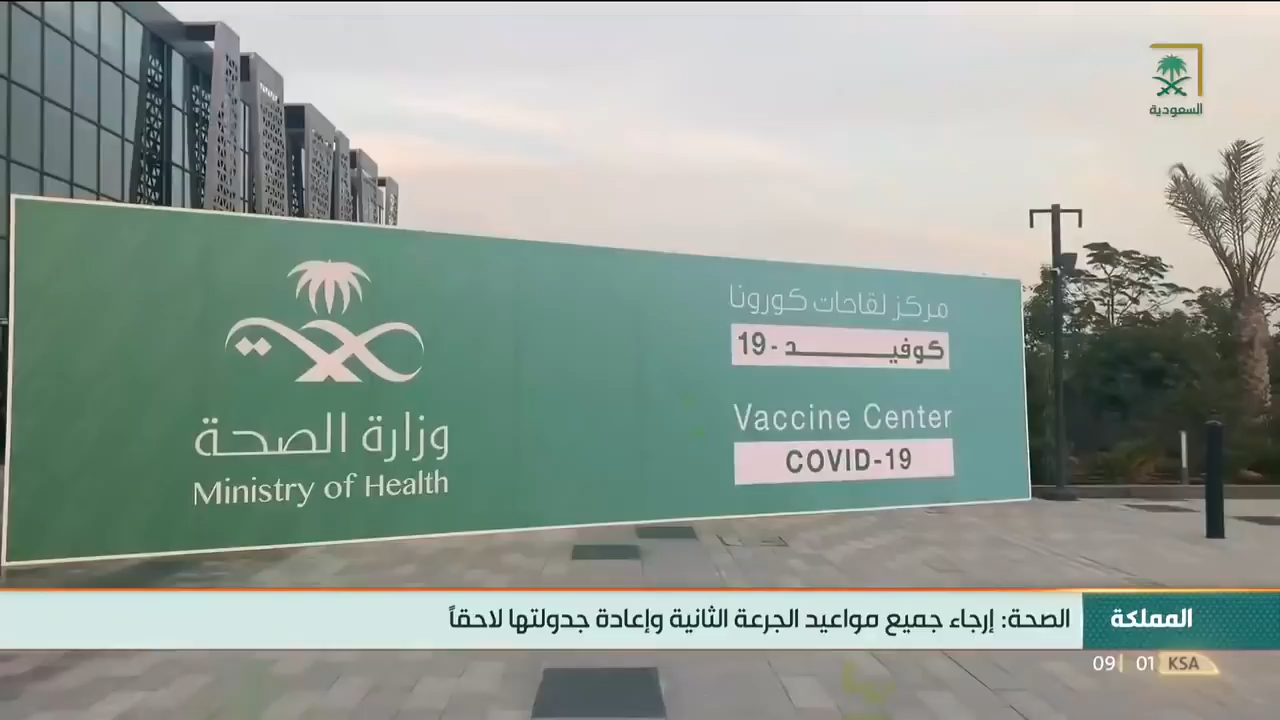 السعودية
وزارة الصحة
Ministry of Health
مركز لقاحات كورونا
كوفيـــــــــد - 19
Vaccine Center
COVID-19
المملكة
الصحة: إرجاء جميع مواعيد الجرعة الثانية وإعادة جدولتها لاحقاً
09 01 KSA